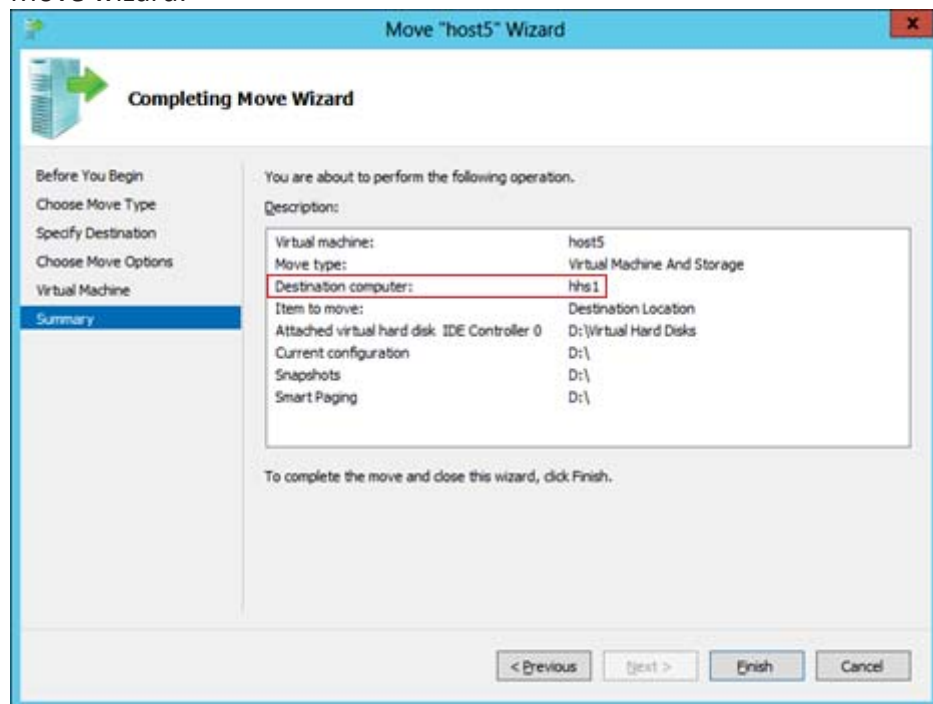 Move "host5" Wizard
x
Completing Move Wizard
Before You Begin
Choose Move Type
Specify Destination
Choose Move Options
Virtual Machine
Summary
You are about to perform the following operation.
Description:
Virtual machine: host5
Move type: Virtual Machine And Storage
Destination computer: hhs1
Item to move: Destination Location
Attached virtual hard disk IDE Controller 0 D:\Virtual Hard Disks
Current configuration D:\
Snapshots D:\
Smart Paging D:\
To complete the move and close this wizard, click Finish.
< Previous Next > Finish Cancel